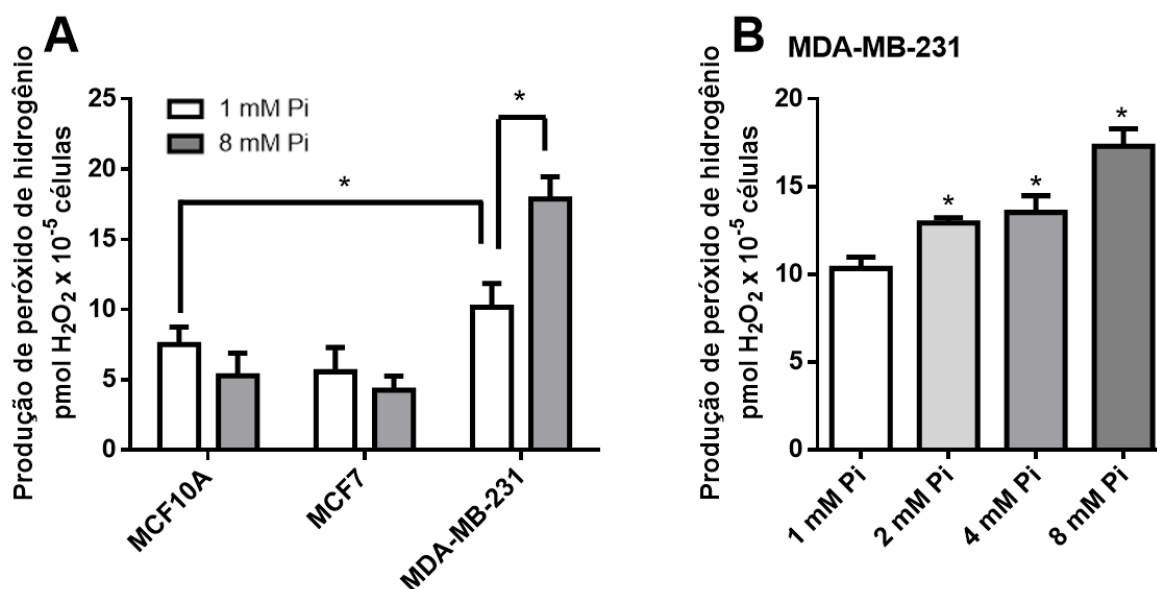 A
Produção de peróxido de hidrogênio
pmol H₂O₂ x 10⁻⁵ células
25
20
15
10
5
0
1 mM Pi
8 mM Pi
*
*
MCF10A
MCF7
MDA-MB-231
B
MDA-MB-231
Produção de peróxido de hidrogênio
pmol H₂O₂ x 10⁻⁵ células
20
15
10
5
0
*
*
*
1 mM Pi
2 mM Pi
4 mM Pi
8 mM Pi